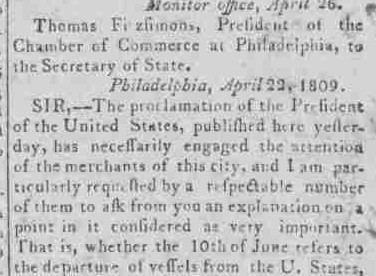 Monitor office, April 26.
Thomas Fitzsimons, Preſident of the
Chamber of Commerce at Philadelphia, to
the Secretary of State.
Philadelphia, April 22, 1809.
SIR,—The proclamation of the Preſident
of the United States, publiſhed here yeſter-
day, has neceſſarily engaged the attention
of the merchants of this city, and I am par-
ticularly requeſted by a reſpectable number
of them to aſk from you an explanation on a
point in it conſidered as very important.
That is, whether the 10th of June refers to
the departure of veſſels from the U. States,